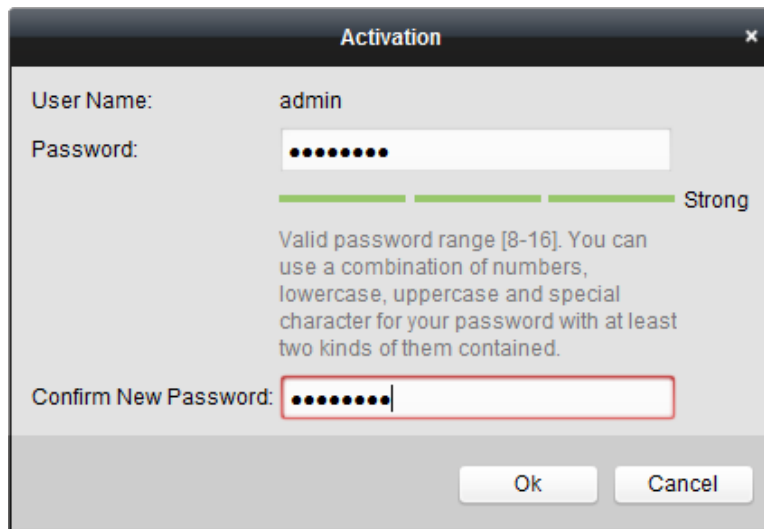 Activation ×
User Name: admin
Password: ●●●●●●●●
Strong
Valid password range [8-16]. You can
use a combination of numbers,
lowercase, uppercase and special
character for your password with at least
two kinds of them contained.
Confirm New Password: ●●●●●●●●
Ok Cancel